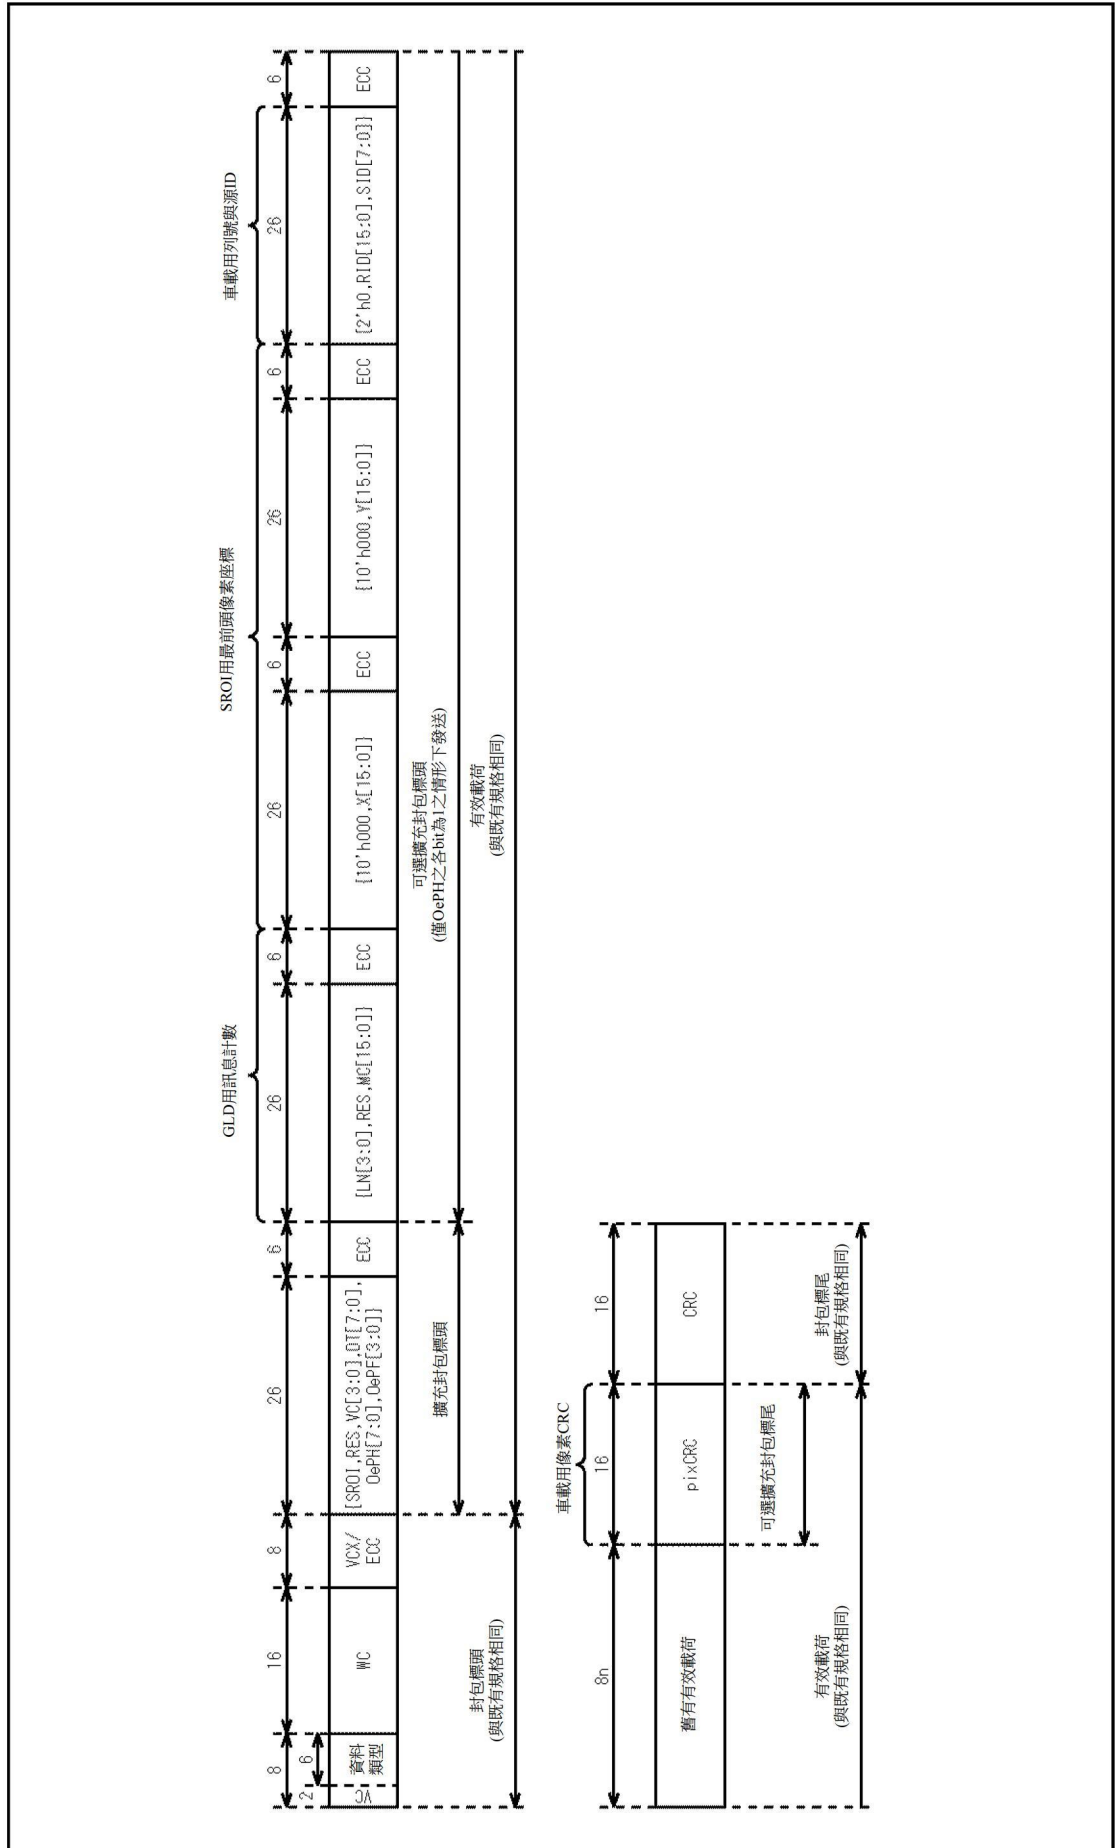 GLD用訊息計數
SROI用最前頭像素座標
車載用列號與源ID
8
16
8
26
6
26
6
26
6
26
6
26
6
2
6
VC
資料
類型
WC
VCX/
ECC
[SROI,RES,VC[3:0],DT[7:0],
OePH[7:0],OePF[3:0]}
ECC
{LN[3:0],RES,MC[15:0]}
ECC
{10'h000,X[15:0]}
ECC
{10'h000,Y[15:0]}
ECC
{2'h0,RID[15:0],SID[7:0]}
ECC
擴充封包標頭
可選擴充封包標頭
(僅OePH之各bit為1之情形下發送)
封包標頭
(與既有規格相同)
有效載荷
(與既有規格相同)
車載用像素CRC
8n
16
16
舊有有效載荷
pixCRC
CRC
可選擴充封包標尾
有效載荷
(與既有規格相同)
封包標尾
(與既有規格相同)